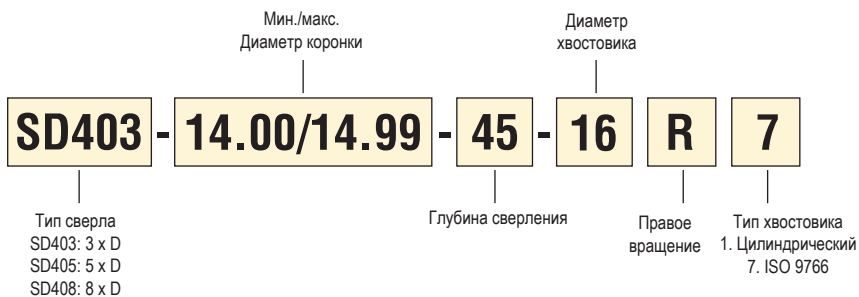 Мин./макс.
Диаметр коронки
Диаметр
хвостовика
SD403 - 14.00/14.99 - 45 - 16 R 7
Тип сверла
SD403: 3 x D
SD405: 5 x D
SD408: 8 x D
Глубина сверления
Правое
вращение
Тип хвостовика
1. Цилиндрический
7. ISO 9766